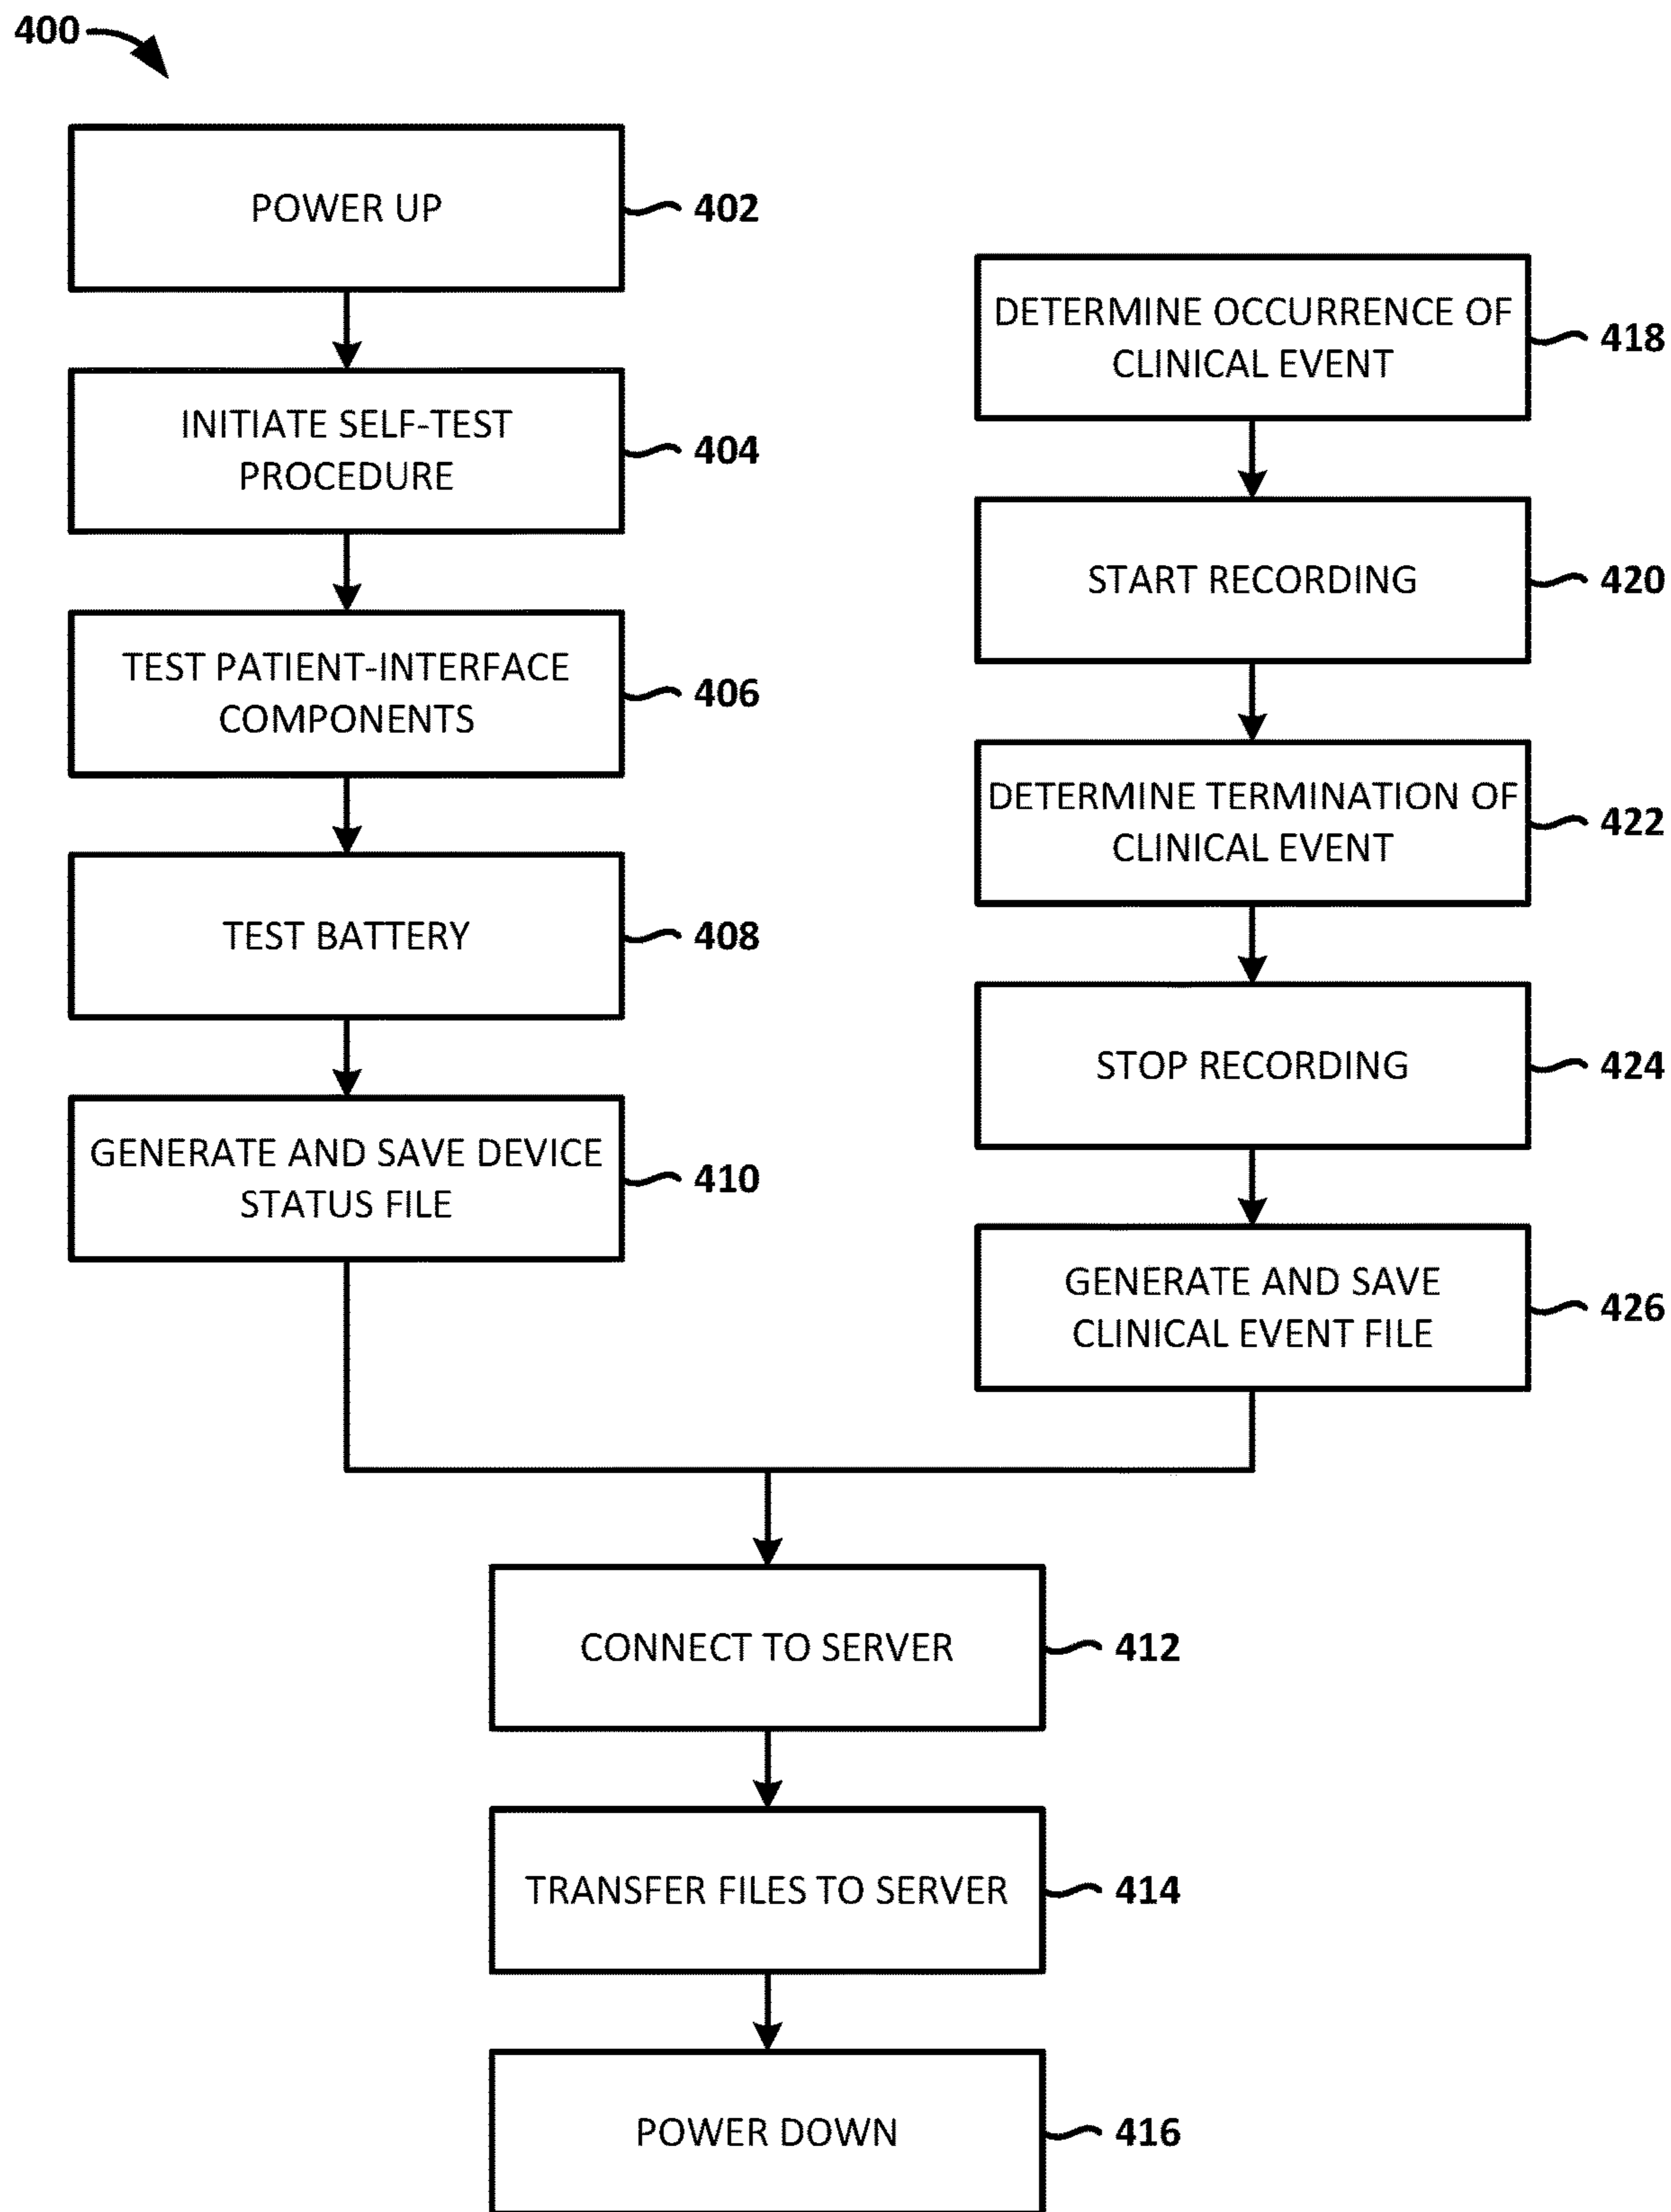 400
POWER UP
402
INITIATE SELF-TEST
PROCEDURE
404
TEST PATIENT-INTERFACE
COMPONENTS
406
TEST BATTERY
408
GENERATE AND SAVE DEVICE
STATUS FILE
410
DETERMINE OCCURRENCE OF
CLINICAL EVENT
418
START RECORDING
420
DETERMINE TERMINATION OF
CLINICAL EVENT
422
STOP RECORDING
424
GENERATE AND SAVE
CLINICAL EVENT FILE
426
CONNECT TO SERVER
412
TRANSFER FILES TO SERVER
414
POWER DOWN
416